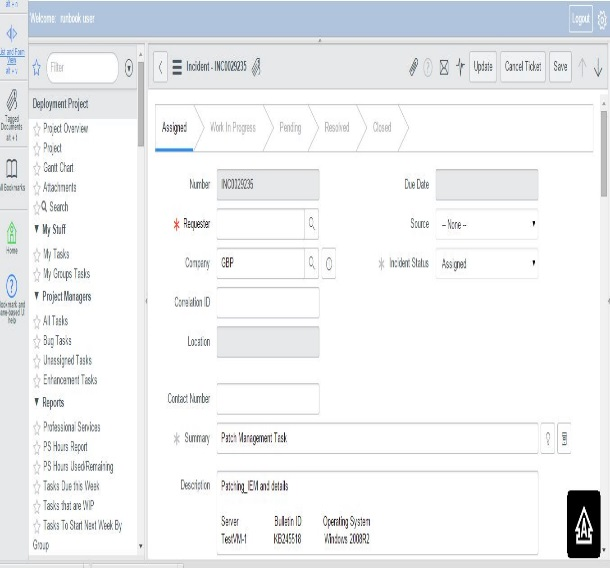 alt + n
Welcome: runbook user
Logout
List and Form
View
alt + v
Filter
Incident - INC0029235
Update
Cancel Ticket
Save
Tagged
Documents
alt + t
Deployment Project
Project Overview
Project
Gantt Chart
Attachments
Search
My Stuff
My Tasks
My Groups Tasks
Project Managers
All Tasks
Bug Tasks
Unassigned Tasks
Enhancement Tasks
Reports
Professional Services
PS Hours Report
PS Hours Used/Remaining
Tasks Due this Week
Tasks that are WIP
Tasks To Start Next Week By
Group
All Bookmarks
Home
help
Assigned
Work In Progress
Pending
Resolved
Closed
Number INC0029235
Due Date
* Requester
Source -- None --
Company GBP
* Incident Status Assigned
Correlation ID
Location
Contact Number
* Summary Patch Management Task
Description Patching_IEM and details
Server Bulletin ID Operating System
TestVM-1 KB245518 Windows 2008R2